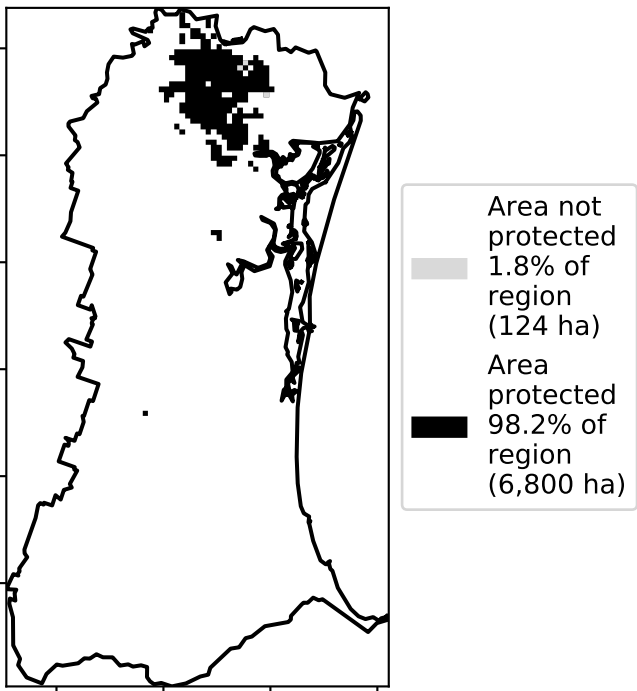 Area not
protected
1.8% of
region
(124 ha)
Area
protected
98.2% of
region
(6,800 ha)